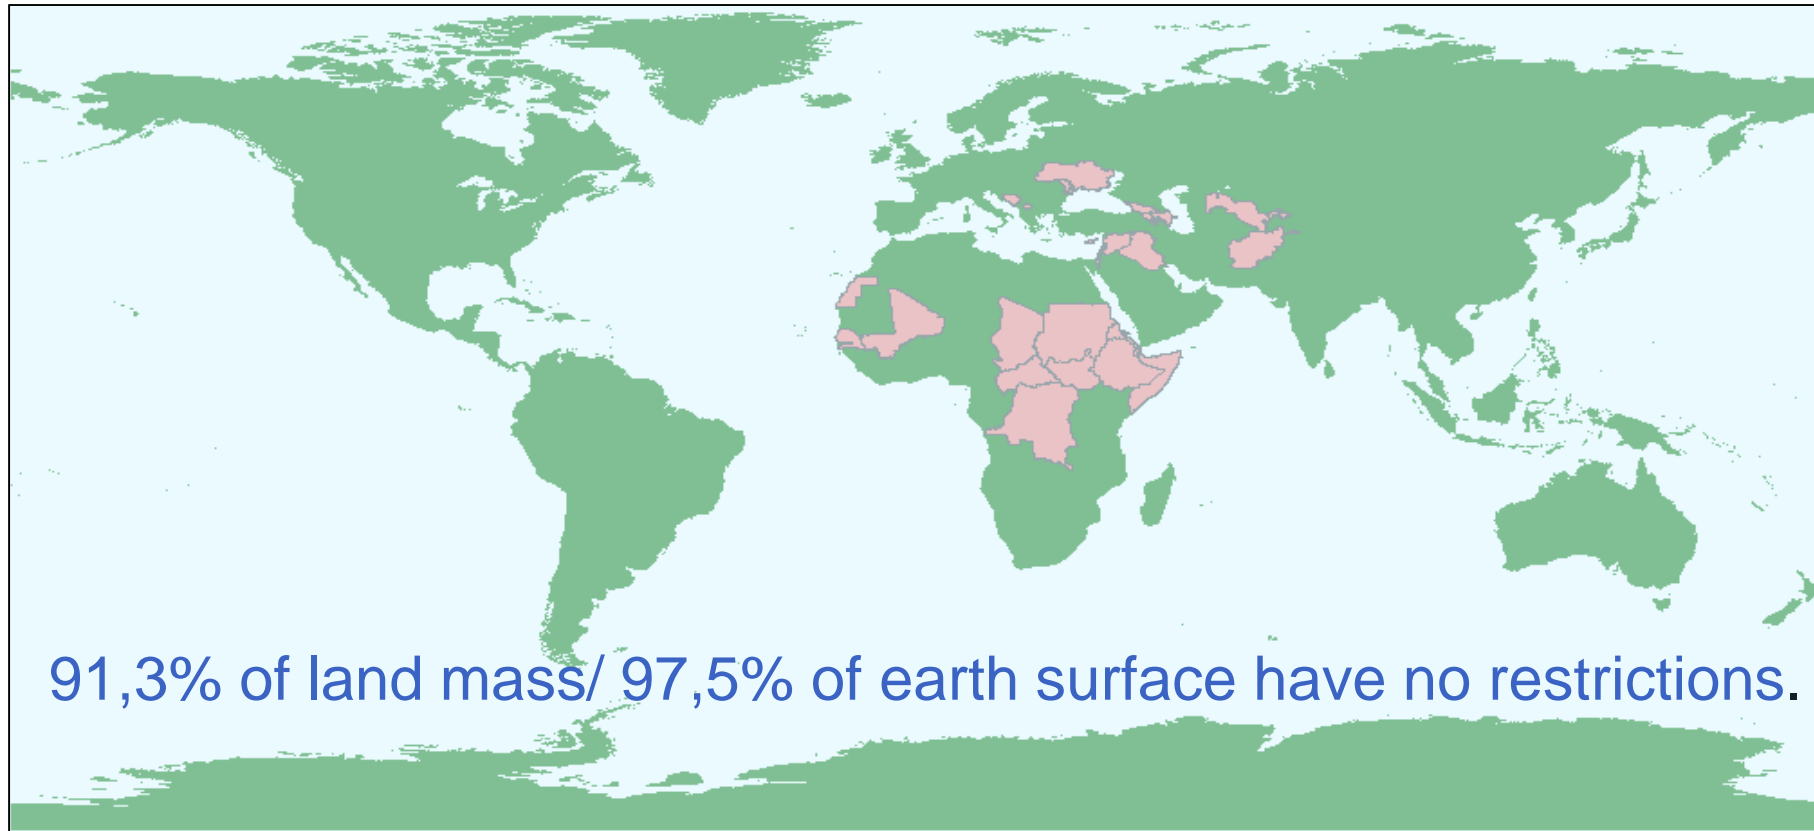 91,3% of land mass/ 97,5% of earth surface have no restrictions.